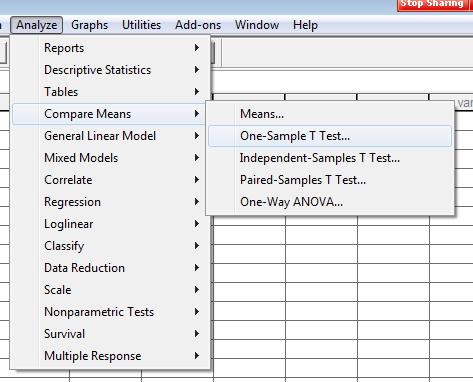 Stop Sharing
Analyze Graphs Utilities Add-ons Window Help
Reports
Descriptive Statistics
Tables
Compare Means
General Linear Model
Mixed Models
Correlate
Regression
Loglinear
Classify
Data Reduction
Scale
Nonparametric Tests
Survival
Multiple Response
Means...
One-Sample T Test...
Independent-Samples T Test...
Paired-Samples T Test...
One-Way ANOVA...
var